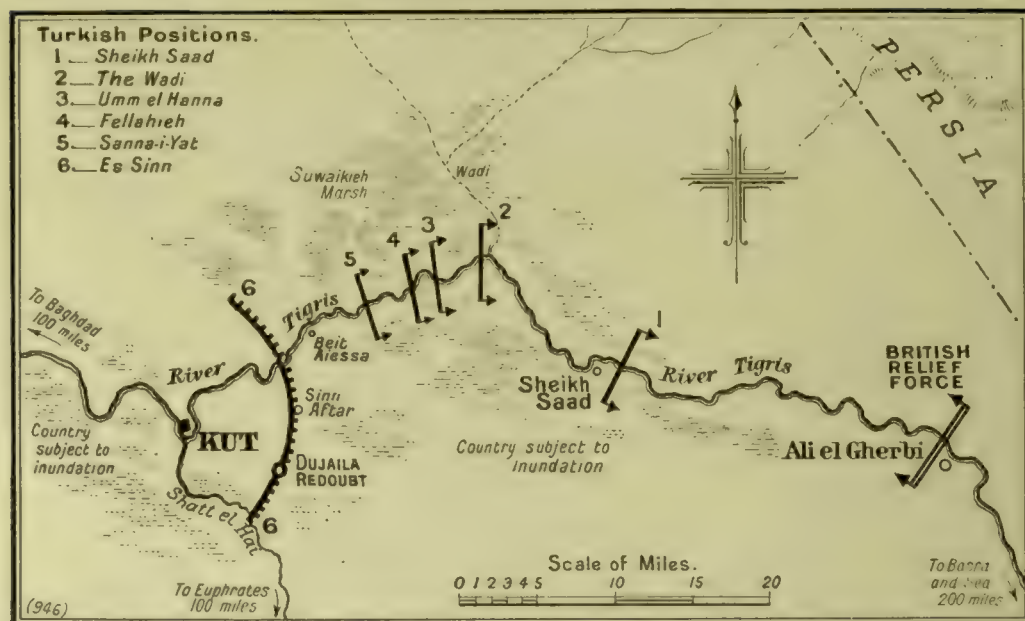 Turkish Positions.
1 Sheikh Saad
2 The Wadi
3 Umm el Hanna
4 Fellahieh
5 Sanna-i-Yat
6 Es Sinn
PERSIA
Suwaikieh
Marsh
Wadi
2
3
4
5
6
To Baghdad
100 miles
Tigris
Beit
Aiessa
1
River
Sheikh
Saad
River Tigris
BRITISH
RELIEF
FORCE
Sinn
Aftar
Country
subject to
inundation
KUT
Country subject to
inundation
Ali el Gherbi
DUJAILA
REDOUBT
Shatt el Hai
6
To Euphrates
100 miles
Scale of Miles.
0 1 2 3 4 5 10 15 20
To Basra
and Sea
200 miles
(946)